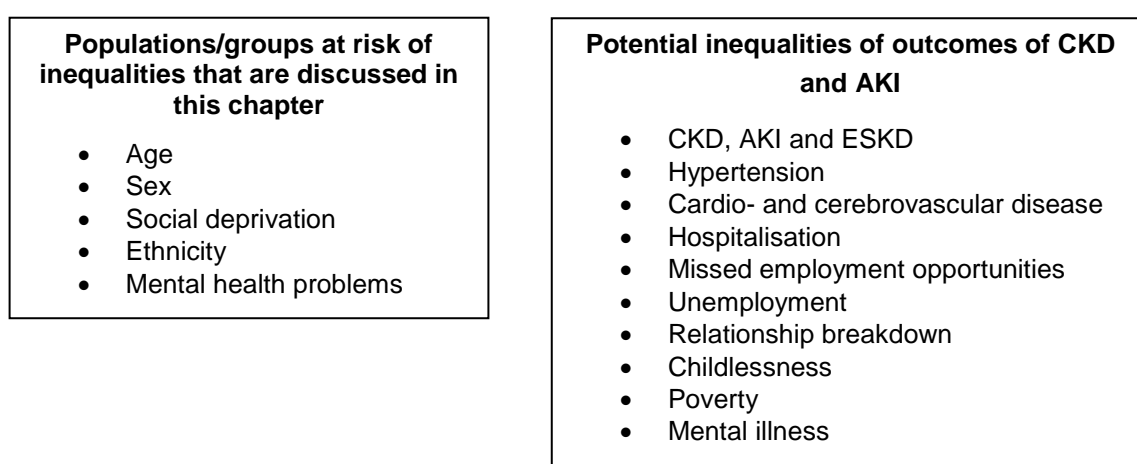 Populations/groups at risk of
inequalities that are discussed in
this chapter
• Age
• Sex
• Social deprivation
• Ethnicity
• Mental health problems
Potential inequalities of outcomes of CKD
and AKI
• CKD, AKI and ESKD
• Hypertension
• Cardio- and cerebrovascular disease
• Hospitalisation
• Missed employment opportunities
• Unemployment
• Relationship breakdown
• Childlessness
• Poverty
• Mental illness